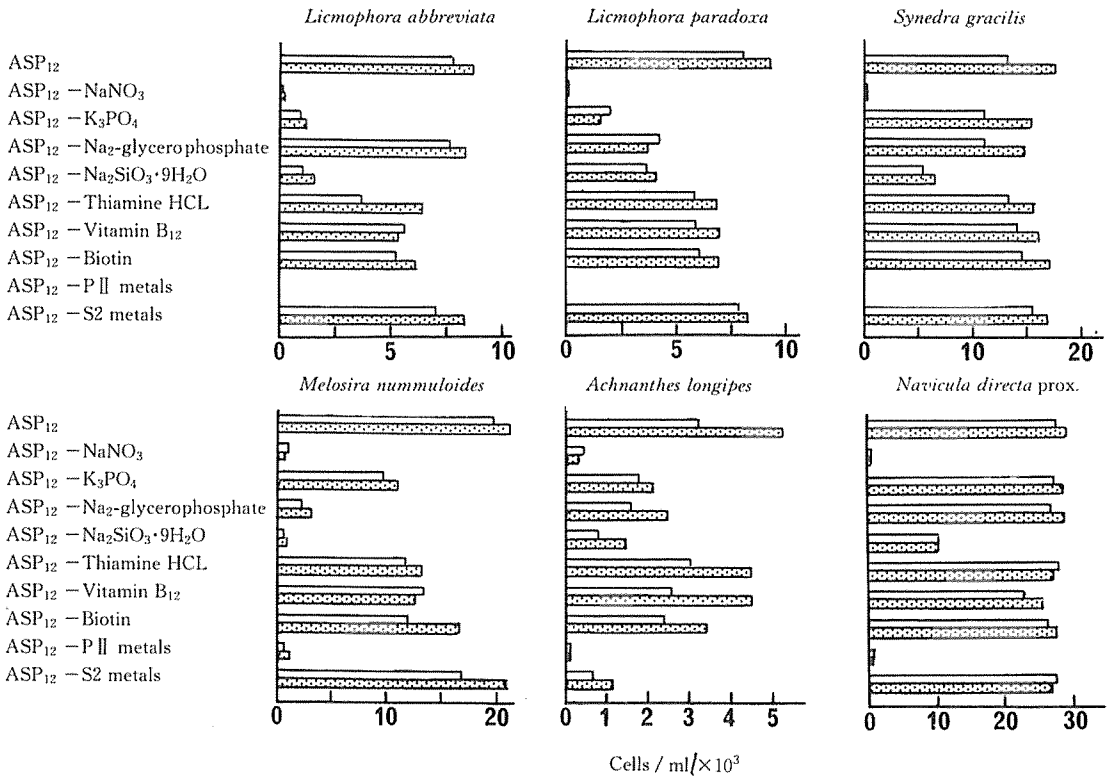 Licmophora abbreviata
Licmophora paradoxa
Synedra gracilis
ASP12
ASP12 －NaNO3
ASP12 －K3PO4
ASP12 －Na2-glycerophosphate
ASP12 －Na2SiO3·9H2O
ASP12 －Thiamine HCL
ASP12 －Vitamin B12
ASP12 －Biotin
ASP12 －PⅡ metals
ASP12 －S2 metals
0 5 10
0 5 10
0 10 20
Melosira nummuloides
Achnanthes longipes
Navicula directa prox.
ASP12
ASP12 －NaNO3
ASP12 －K3PO4
ASP12 －Na2-glycerophosphate
ASP12 －Na2SiO3·9H2O
ASP12 －Thiamine HCL
ASP12 －Vitamin B12
ASP12 －Biotin
ASP12 －PⅡ metals
ASP12 －S2 metals
0 10 20
0 1 2 3 4 5
0 10 20 30
Cells / ml/×10³